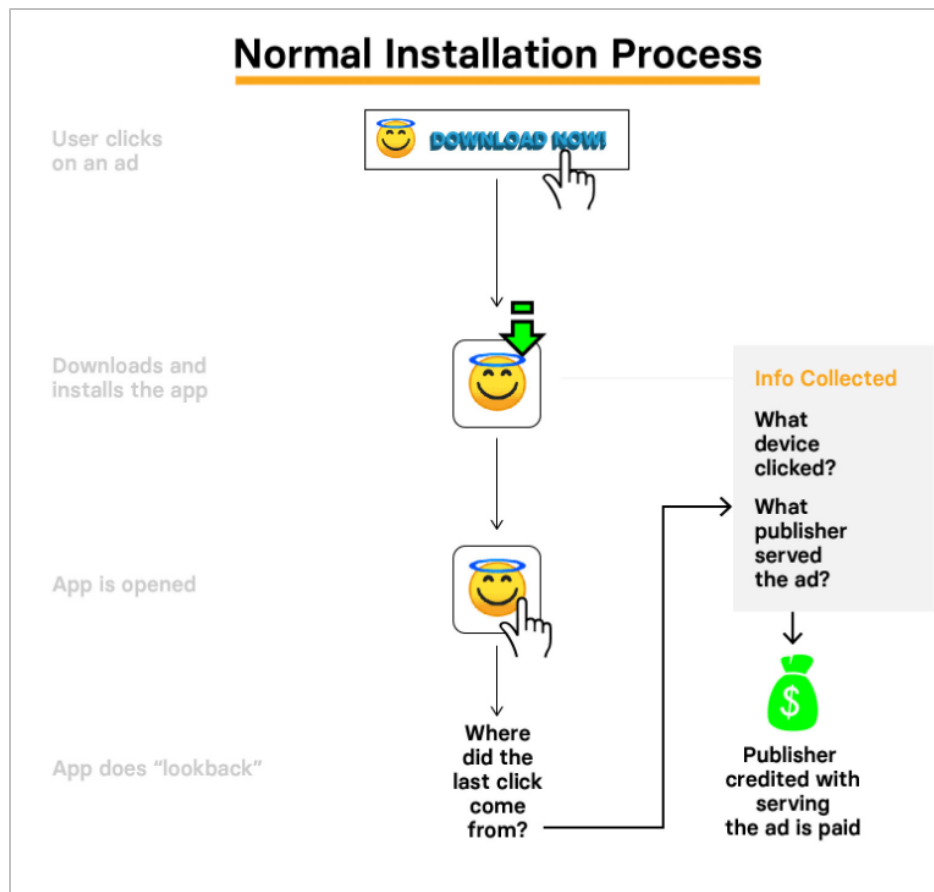 Normal Installation Process
User clicks
on an ad
DOWNLOAD NOW!
Downloads and
installs the app
Info Collected
What
device
clicked?
What
publisher
served
the ad?
App is opened
$
App does “lookback”
Where
did the
last click
come
from?
Publisher
credited with
serving
the ad is paid